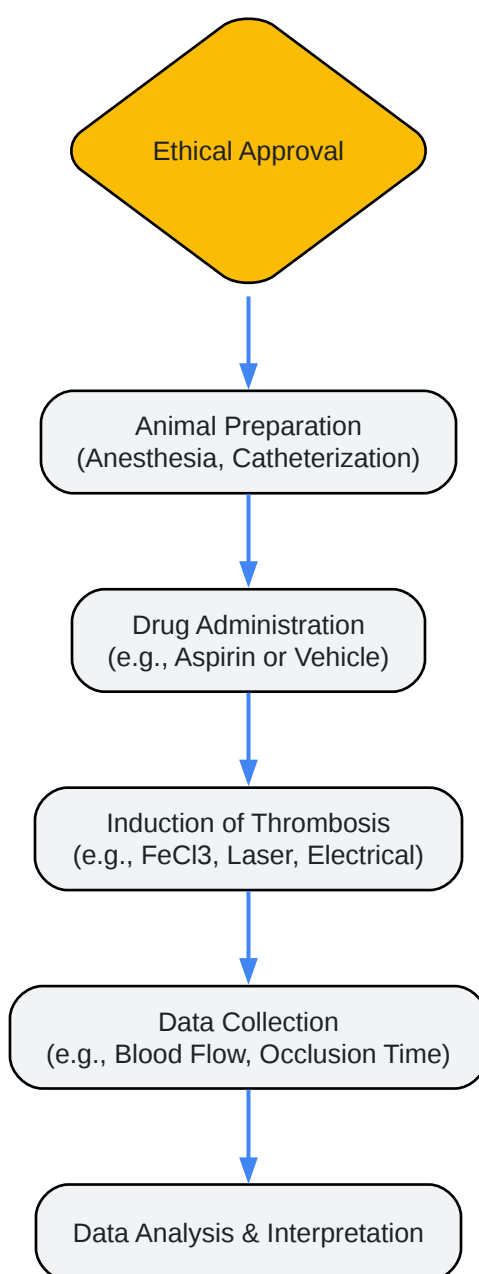 Ethical Approval
Animal Preparation
(Anesthesia, Catheterization)
Drug Administration
(e.g., Aspirin or Vehicle)
Induction of Thrombosis
(e.g., FeCl3, Laser, Electrical)
Data Collection
(e.g., Blood Flow, Occlusion Time)
Data Analysis & Interpretation